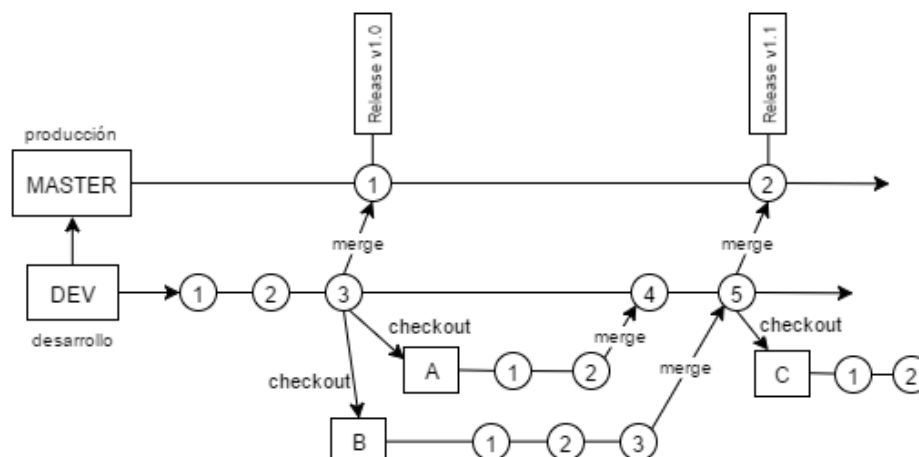 Release v1.0
Release v1.1
producción
MASTER
1
2
merge
merge
DEV
1
2
3
4
5
desarrollo
checkout
checkout
merge
A
1
2
checkout
merge
C
1
2
B
1
2
3